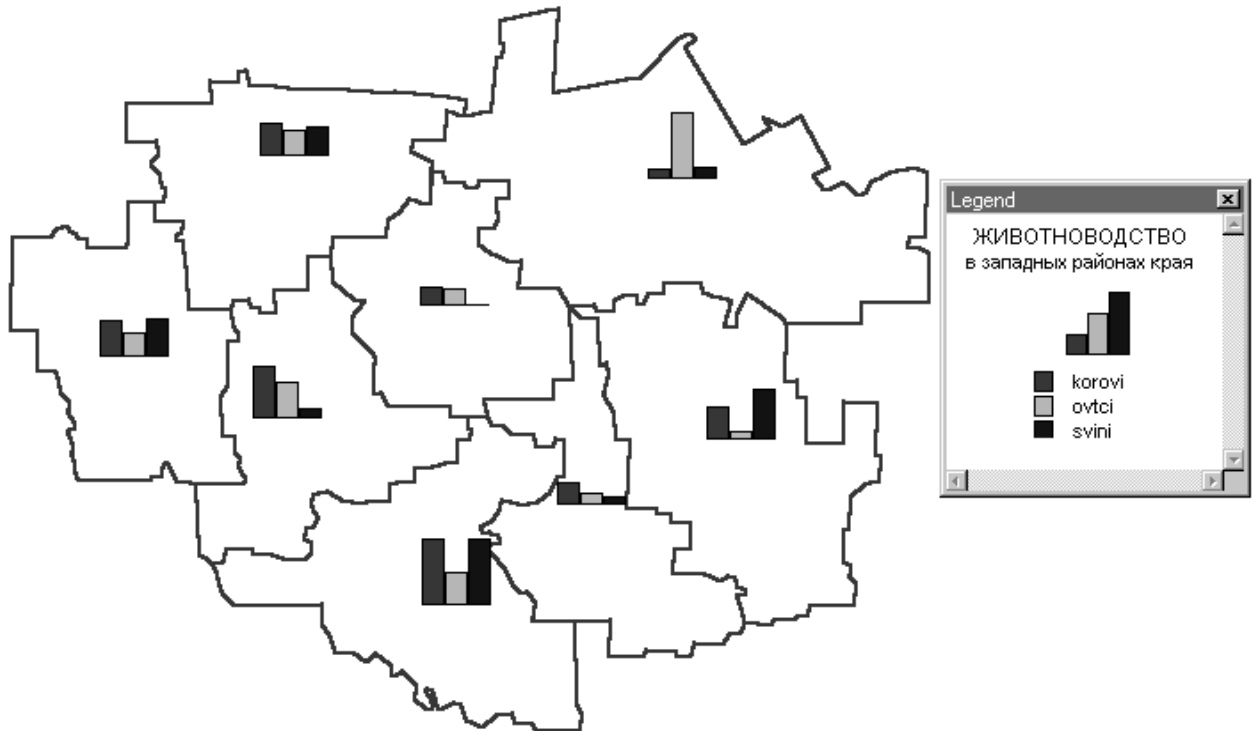 Legend
ЖИВОТНОВОДСТВО
в западных районах края
korovi
ovtci
svini